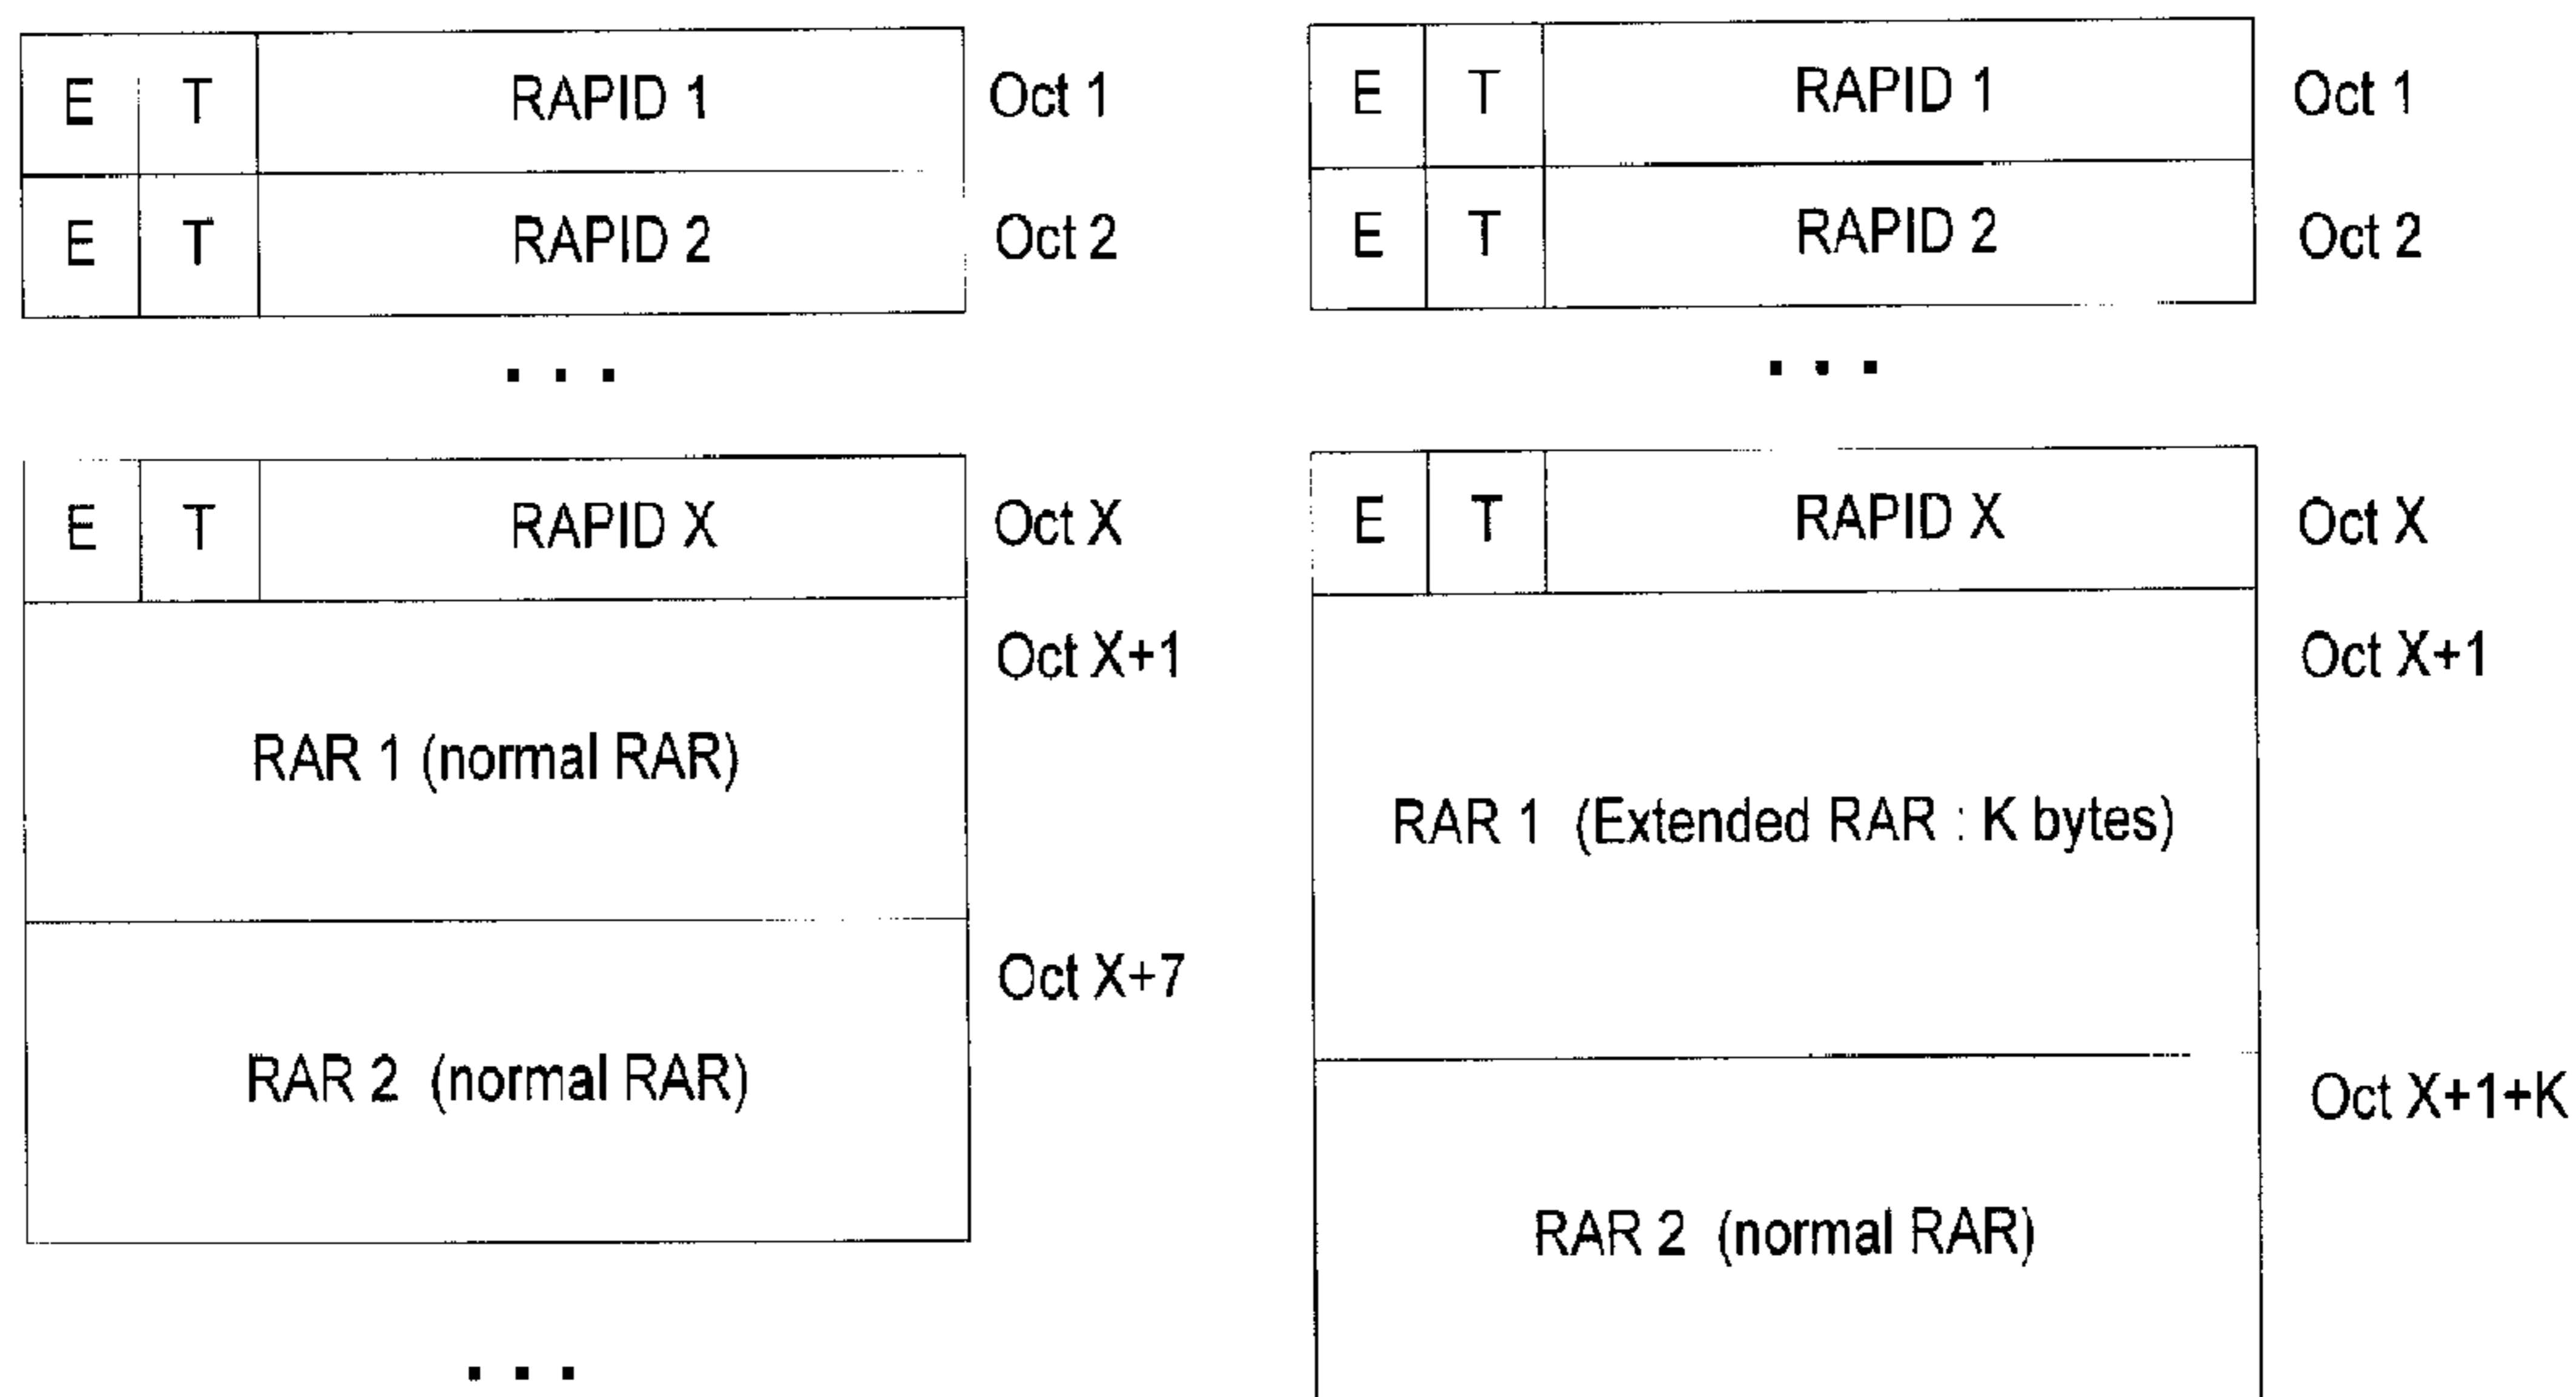 E T RAPID 1 Oct 1
E T RAPID 2 Oct 2
. . .
E T RAPID X Oct X
Oct X+1
RAR 1 (normal RAR)
Oct X+7
RAR 2 (normal RAR)
. . .
E T RAPID 1 Oct 1
E T RAPID 2 Oct 2
. . .
E T RAPID X Oct X
Oct X+1
RAR 1 (Extended RAR : K bytes)
Oct X+1+K
RAR 2 (normal RAR)